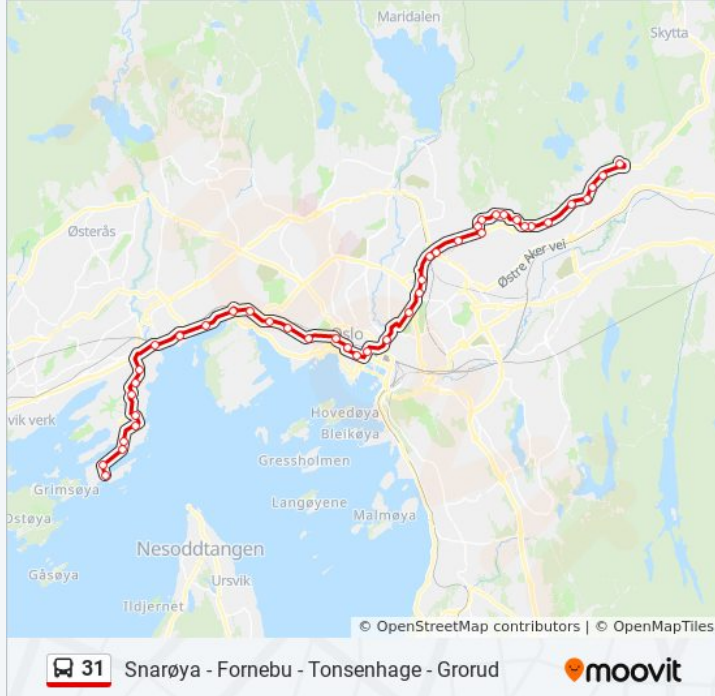 Maridalen
Skytta
Østerås
Østre Aker vei
Oslo
vik verk
Hovedøya
Bleikøya
Gressholmen
Grimsøya
Langøyene
Ostøya
Malmøya
Nesoddtangen
Gåsøya
Ursvik
Ildjernet
© OpenStreetMap contributors | © OpenMapTiles
31 Snarøya - Fornebu - Tonsenhage - Grorud
moovit